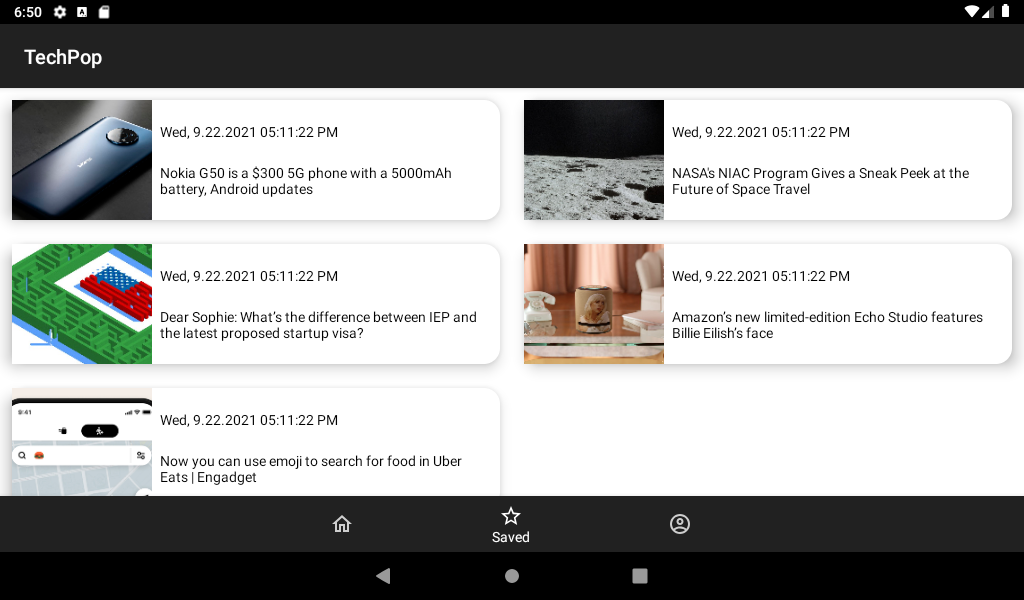 6:50
TechPop
Wed, 9.22.2021 05:11:22 PM
Nokia G50 is a $300 5G phone with a 5000mAh
battery, Android updates
Wed, 9.22.2021 05:11:22 PM
NASA's NIAC Program Gives a Sneak Peek at the
Future of Space Travel
Wed, 9.22.2021 05:11:22 PM
Dear Sophie: What’s the difference between IEP and
the latest proposed startup visa?
Wed, 9.22.2021 05:11:22 PM
Amazon’s new limited-edition Echo Studio features
Billie Eilish’s face
9:41
Wed, 9.22.2021 05:11:22 PM
Now you can use emoji to search for food in Uber
Eats | Engadget
Saved